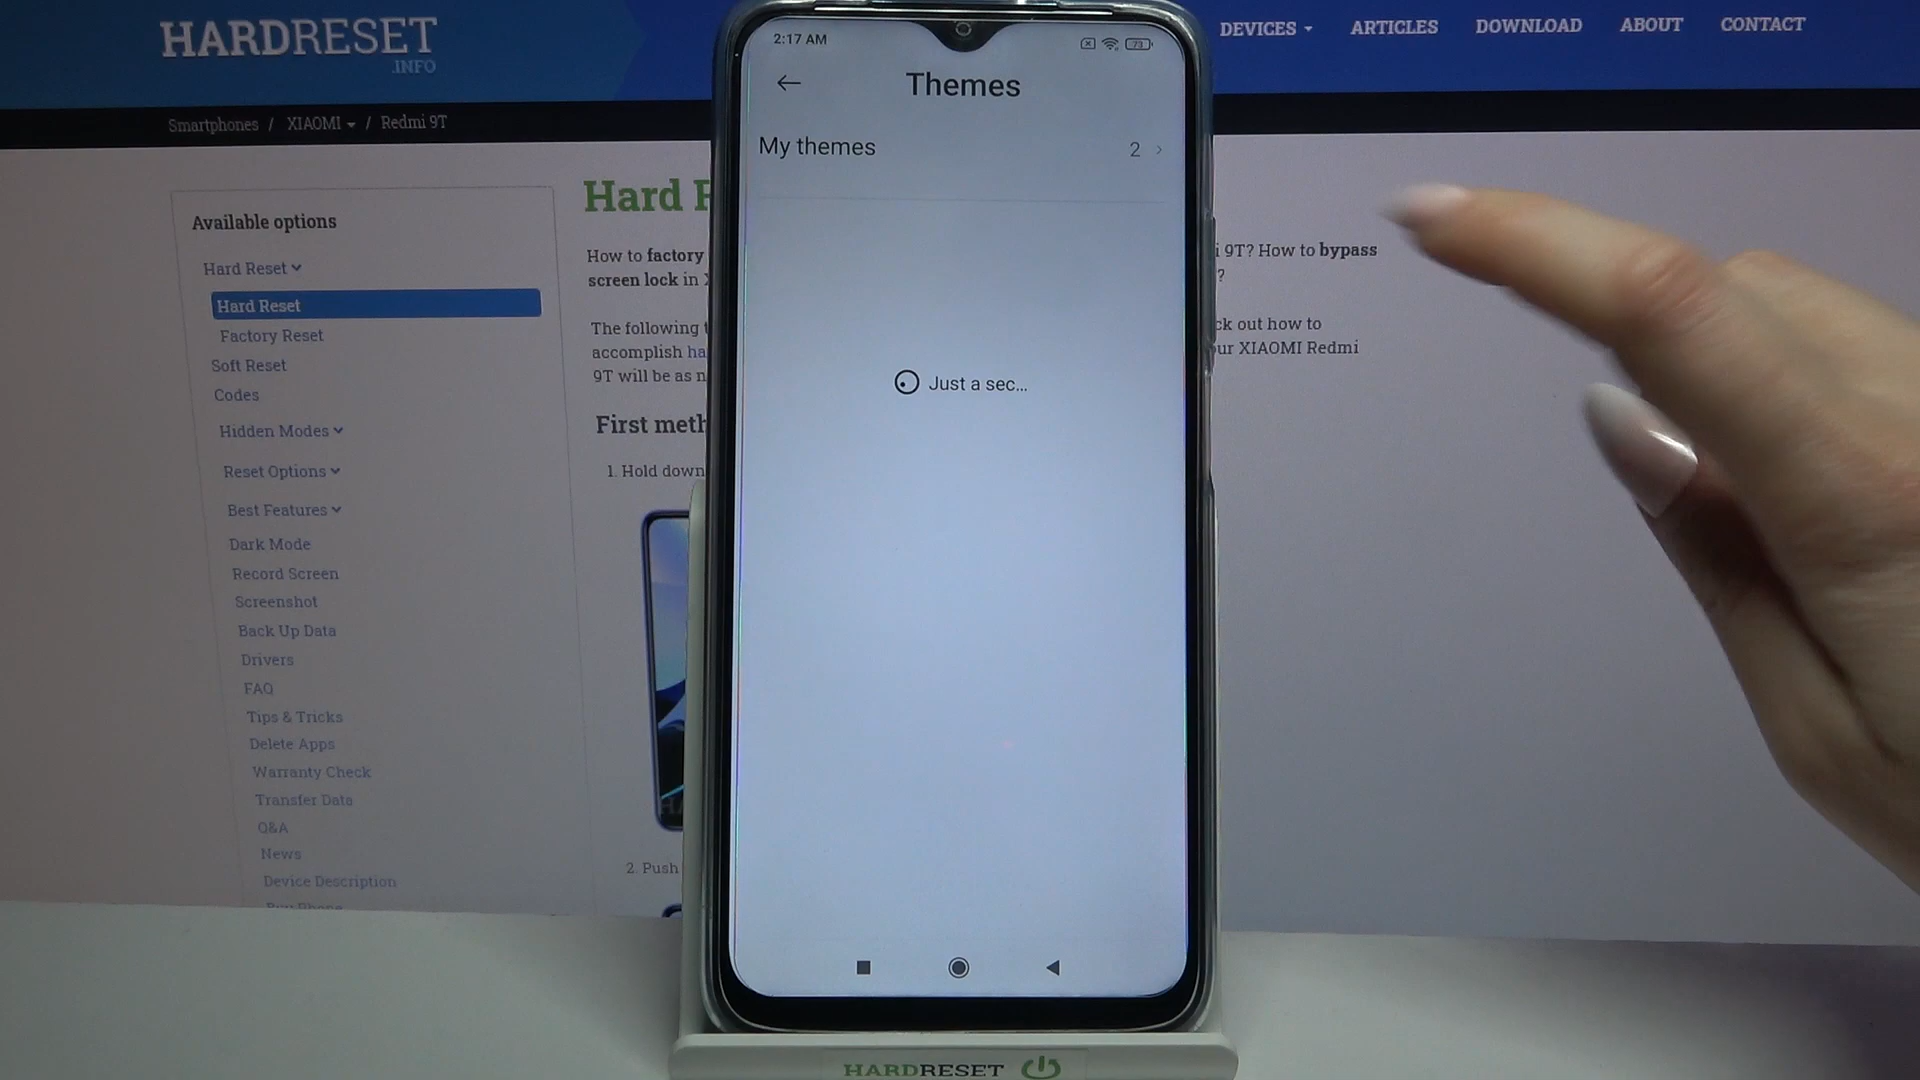 HARDRESET
.INFO
DEVICES
ARTICLES
DOWNLOAD
ABOUT
CONTACT
Smartphones / XIAOMI / Redmi 9T
Available options
Hard Reset
Hard Reset
Factory Reset
Soft Reset
Codes
Hidden Modes
Reset Options
Best Features
Dark Mode
Record Screen
Screenshot
Back Up Data
Drivers
FAQ
Tips & Tricks
Delete Apps
Warranty Check
Transfer Data
Q&A
News
Device Description
Buy Phone
Hard R
How to factory
screen lock in
The following
accomplish ha
9T will be as n
First meth
1. Hold down
2. Push
2:17 AM
73
Themes
My themes
2
Just a sec...
i 9T? How to bypass
?
ck out how to
ur XIAOMI Redmi
HARDRESET